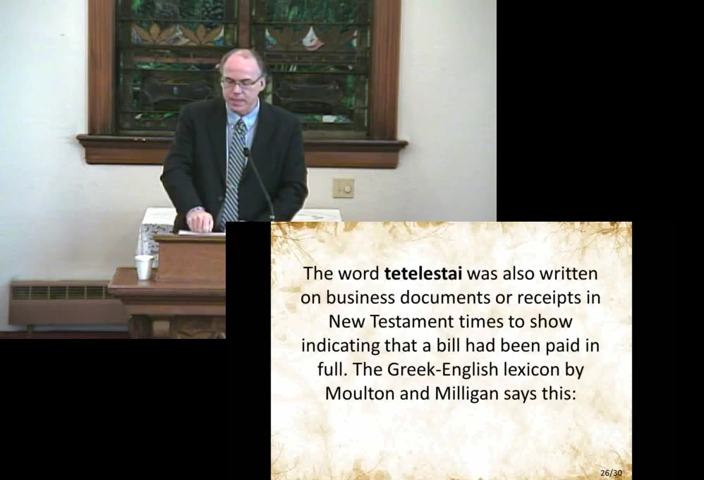 The word tetelestai was also written
on business documents or receipts in
New Testament times to show
indicating that a bill had been paid in
full. The Greek-English lexicon by
Moulton and Milligan says this:
26/30